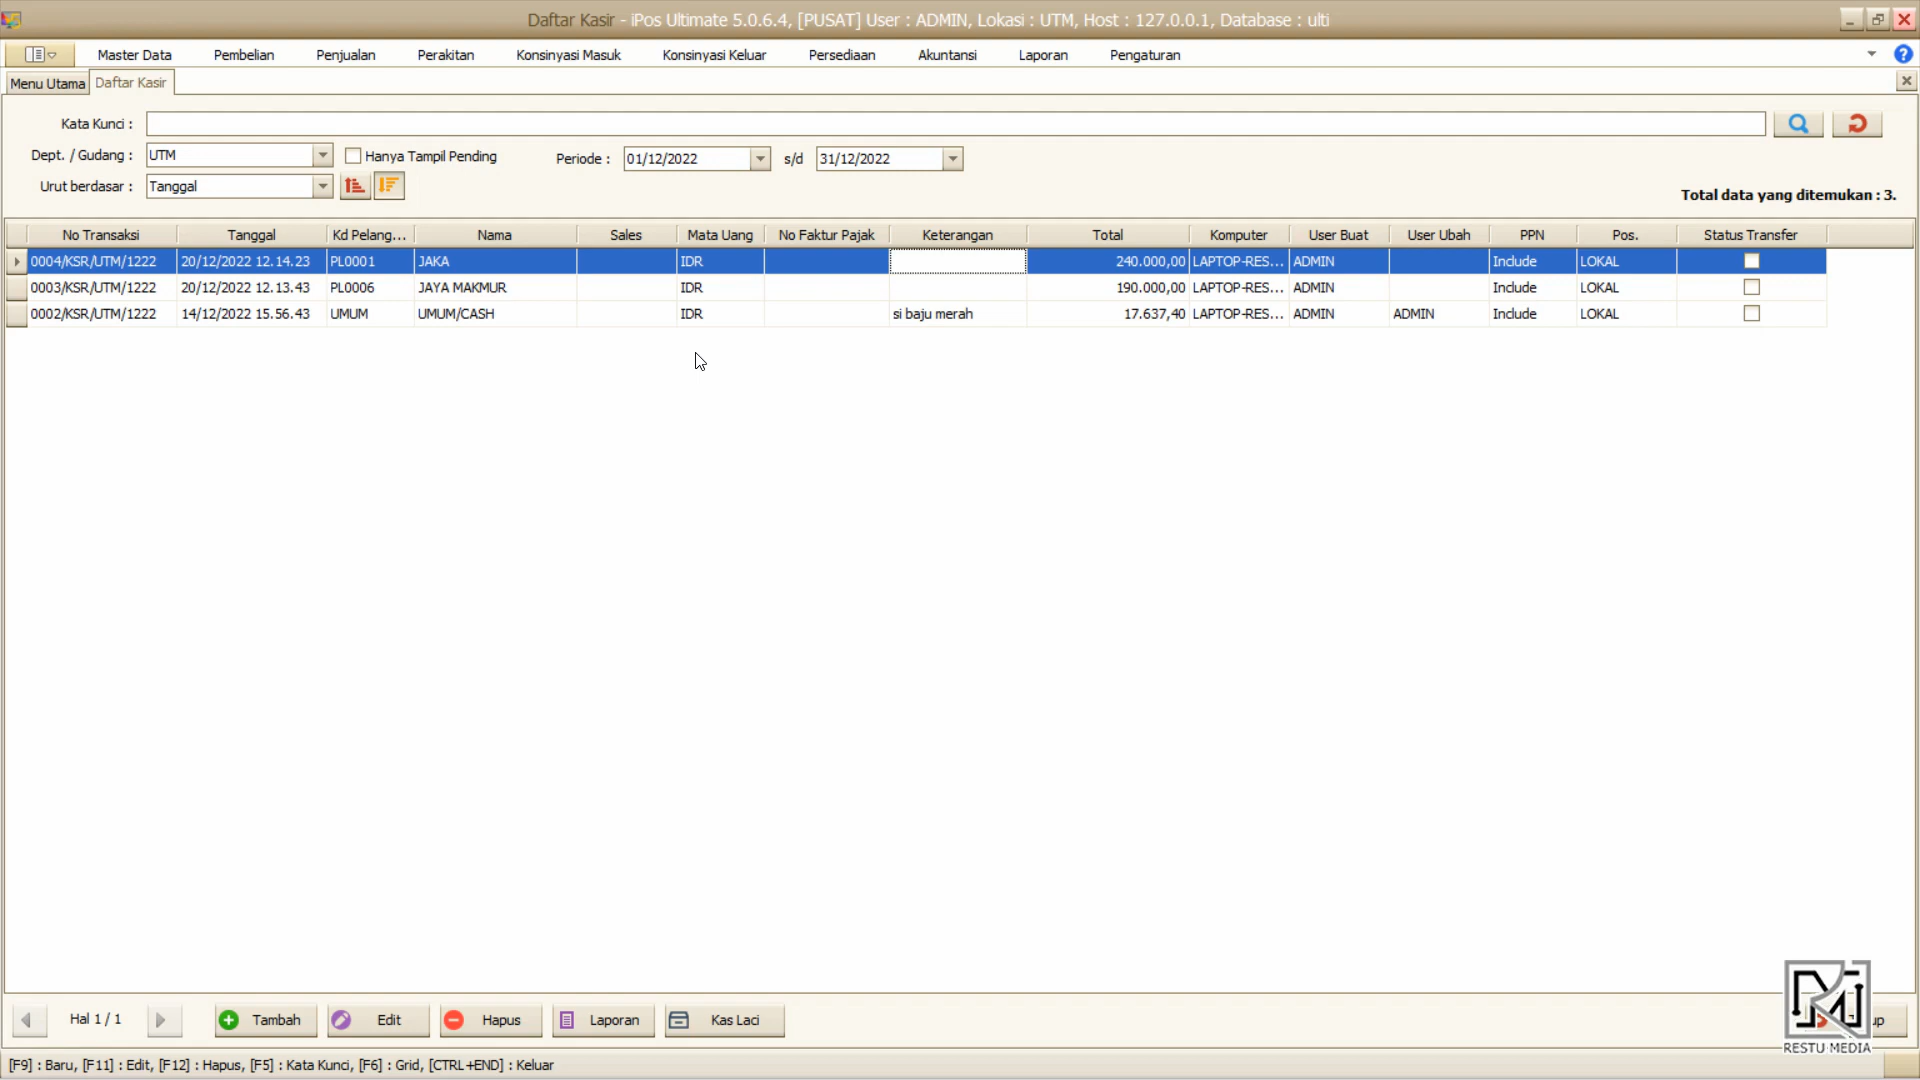 Daftar Kasir - iPos Ultimate 5.0.6.4, [PUSAT] User : ADMIN, Lokasi : UTM, Host : 127.0.0.1, Database : ulti
Master Data Pembelian Penjualan Perakitan Konsinyasi Masuk Konsinyasi Keluar Persediaan Akuntansi Laporan Pengaturan
Menu Utama Daftar Kasir
Kata Kunci :
Dept. / Gudang : UTM Hanya Tampil Pending Periode : 01/12/2022 s/d 31/12/2022
Urut berdasar : Tanggal
Total data yang ditemukan : 3.
No Transaksi Tanggal Kd Pelang... Nama Sales Mata Uang No Faktur Pajak Keterangan Total Komputer User Buat User Ubah PPN Pos. Status Transfer
0004/KSR/UTM/1222 20/12/2022 12.14.23 PL0001 JAKA IDR 240.000,00 LAPTOP-RES... ADMIN Include LOKAL
0003/KSR/UTM/1222 20/12/2022 12.13.43 PL0006 JAYA MAKMUR IDR 190.000,00 LAPTOP-RES... ADMIN Include LOKAL
0002/KSR/UTM/1222 14/12/2022 15.56.43 UMUM UMUM/CASH IDR si baju merah 17.637,40 LAPTOP-RES... ADMIN ADMIN Include LOKAL
Hal 1 / 1 Tambah Edit Hapus Laporan Kas Laci
RESTU MEDIA
[F9] : Baru, [F11] : Edit, [F12] : Hapus, [F5] : Kata Kunci, [F6] : Grid, [CTRL+END] : Keluar